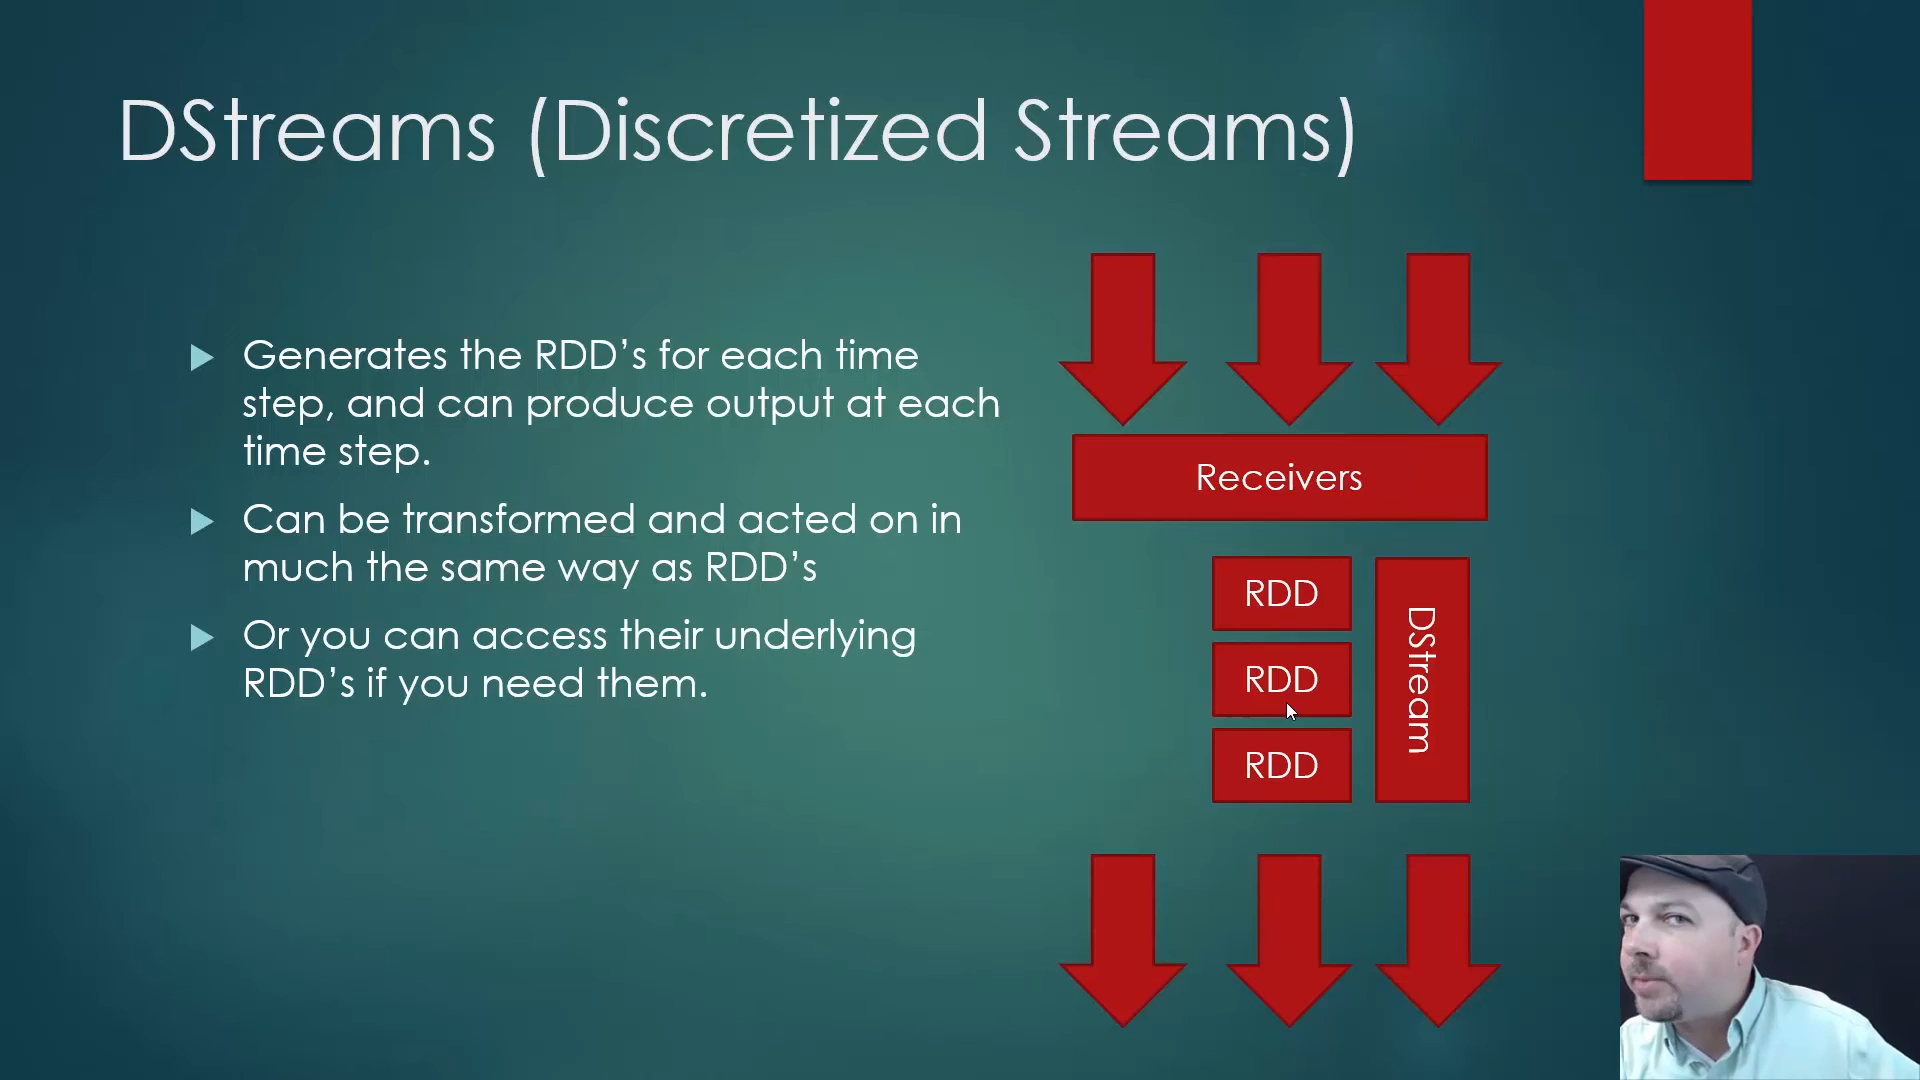 DStreams (Discretized Streams)
Generates the RDD’s for each time
step, and can produce output at each
time step.
Can be transformed and acted on in
much the same way as RDD’s
Or you can access their underlying
RDD’s if you need them.
Receivers
RDD
RDD
RDD
DStream